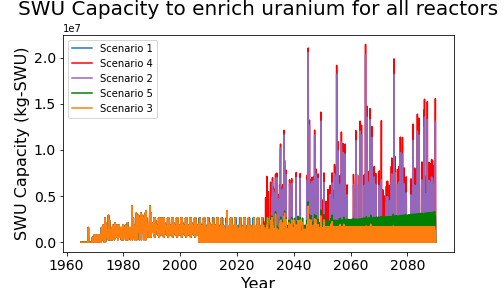 SWU Capacity to enrich uranium for all reactors
1e7
Scenario 1
Scenario 4
Scenario 2
Scenario 5
Scenario 3
SWU Capacity (kg-SWU)
2.0
1.5
1.0
0.5
0.0
1960 1980 2000 2020 2040 2060 2080
Year